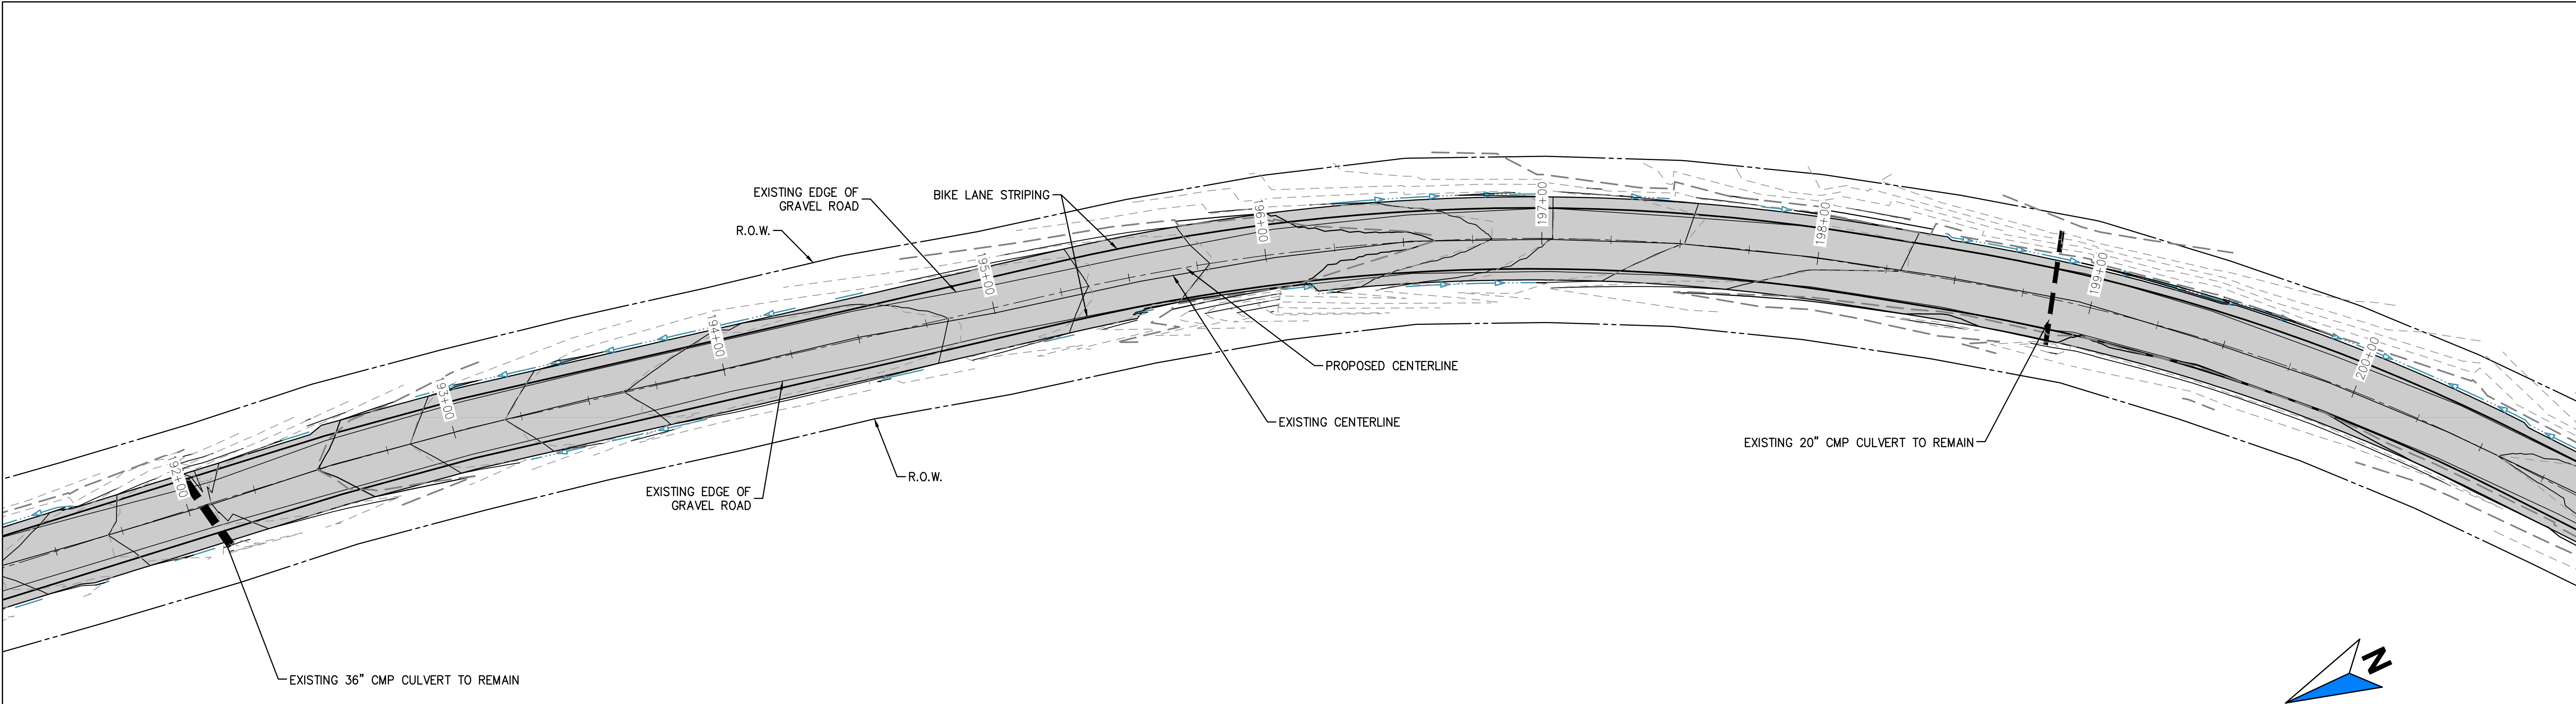 EXISTING EDGE OF
GRAVEL ROAD
BIKE LANE STRIPING
R.O.W.
192+00
193+00
194+00
195+00
196+00
197+00
198+00
199+00
200+00
PROPOSED CENTERLINE
EXISTING CENTERLINE
EXISTING 20" CMP CULVERT TO REMAIN
R.O.W.
EXISTING EDGE OF
GRAVEL ROAD
EXISTING 36" CMP CULVERT TO REMAIN
N